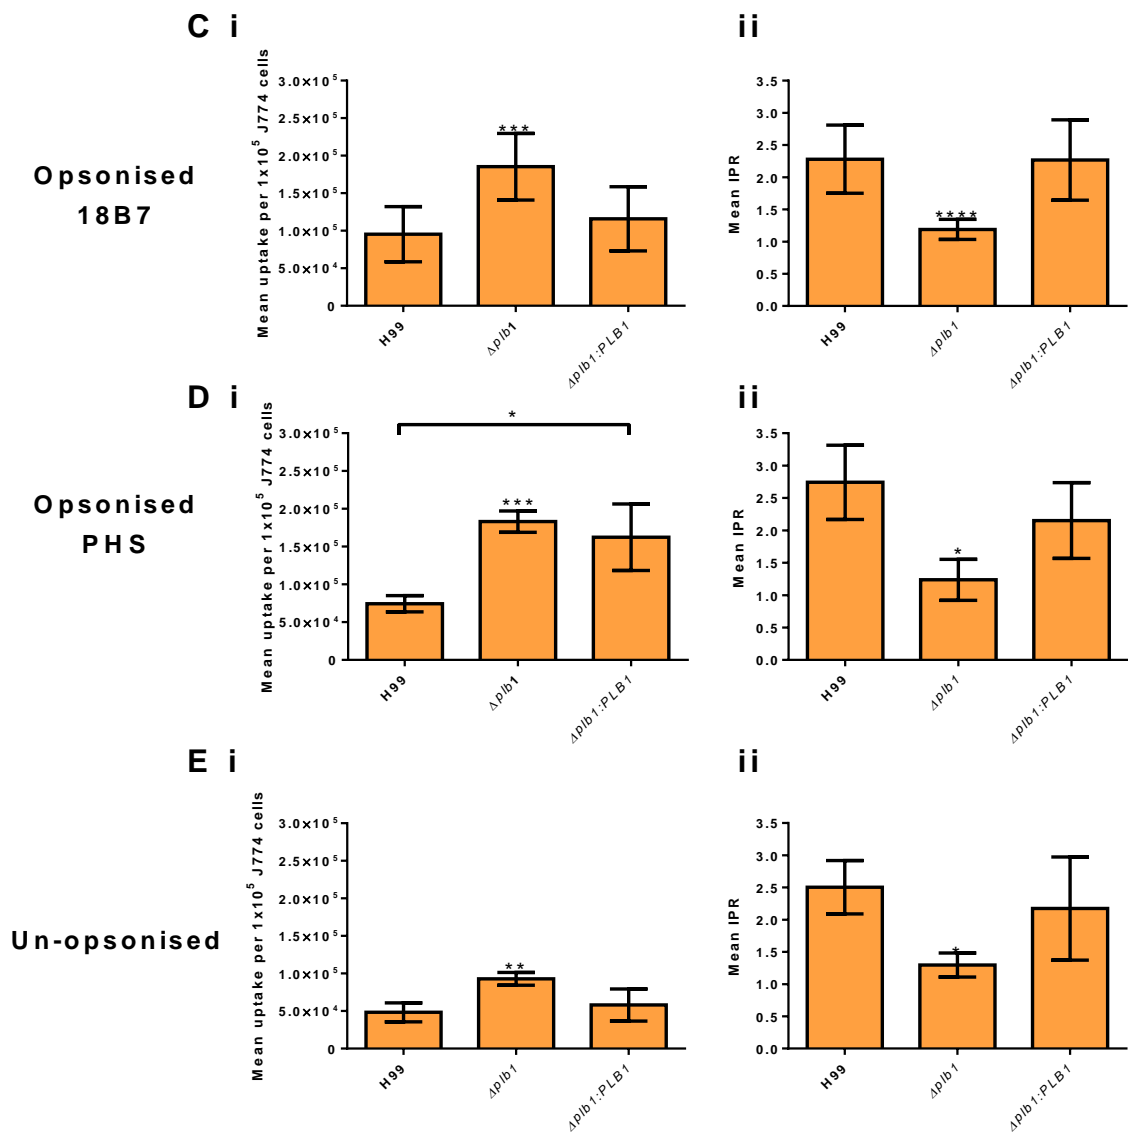 C i
ii
Opsonised
18B7
Mean uptake per 1x10⁵ J774 cells
3.0×10⁵
2.5×10⁵
2.0×10⁵
1.5×10⁵
1.0×10⁵
5.0×10⁴
0
***
H99
Δplb1
Δplb1:PLB1
Mean IPR
3.5
3.0
2.5
2.0
1.5
1.0
0.5
0.0
****
H99
Δplb1
Δplb1:PLB1
D i
ii
Opsonised
PHS
Mean uptake per 1x10⁵ J774 cells
3.0×10⁵
2.5×10⁵
2.0×10⁵
1.5×10⁵
1.0×10⁵
5.0×10⁴
0
*
***
H99
Δplb1
Δplb1:PLB1
Mean IPR
3.5
3.0
2.5
2.0
1.5
1.0
0.5
0.0
*
H99
Δplb1
Δplb1:PLB1
E i
ii
Un-opsonised
Mean uptake per 1x10⁵ J774 cells
3.0×10⁵
2.5×10⁵
2.0×10⁵
1.5×10⁵
1.0×10⁵
5.0×10⁴
0
**
H99
Δplb1
Δplb1:PLB1
Mean IPR
3.5
3.0
2.5
2.0
1.5
1.0
0.5
0.0
*
H99
Δplb1
Δplb1:PLB1